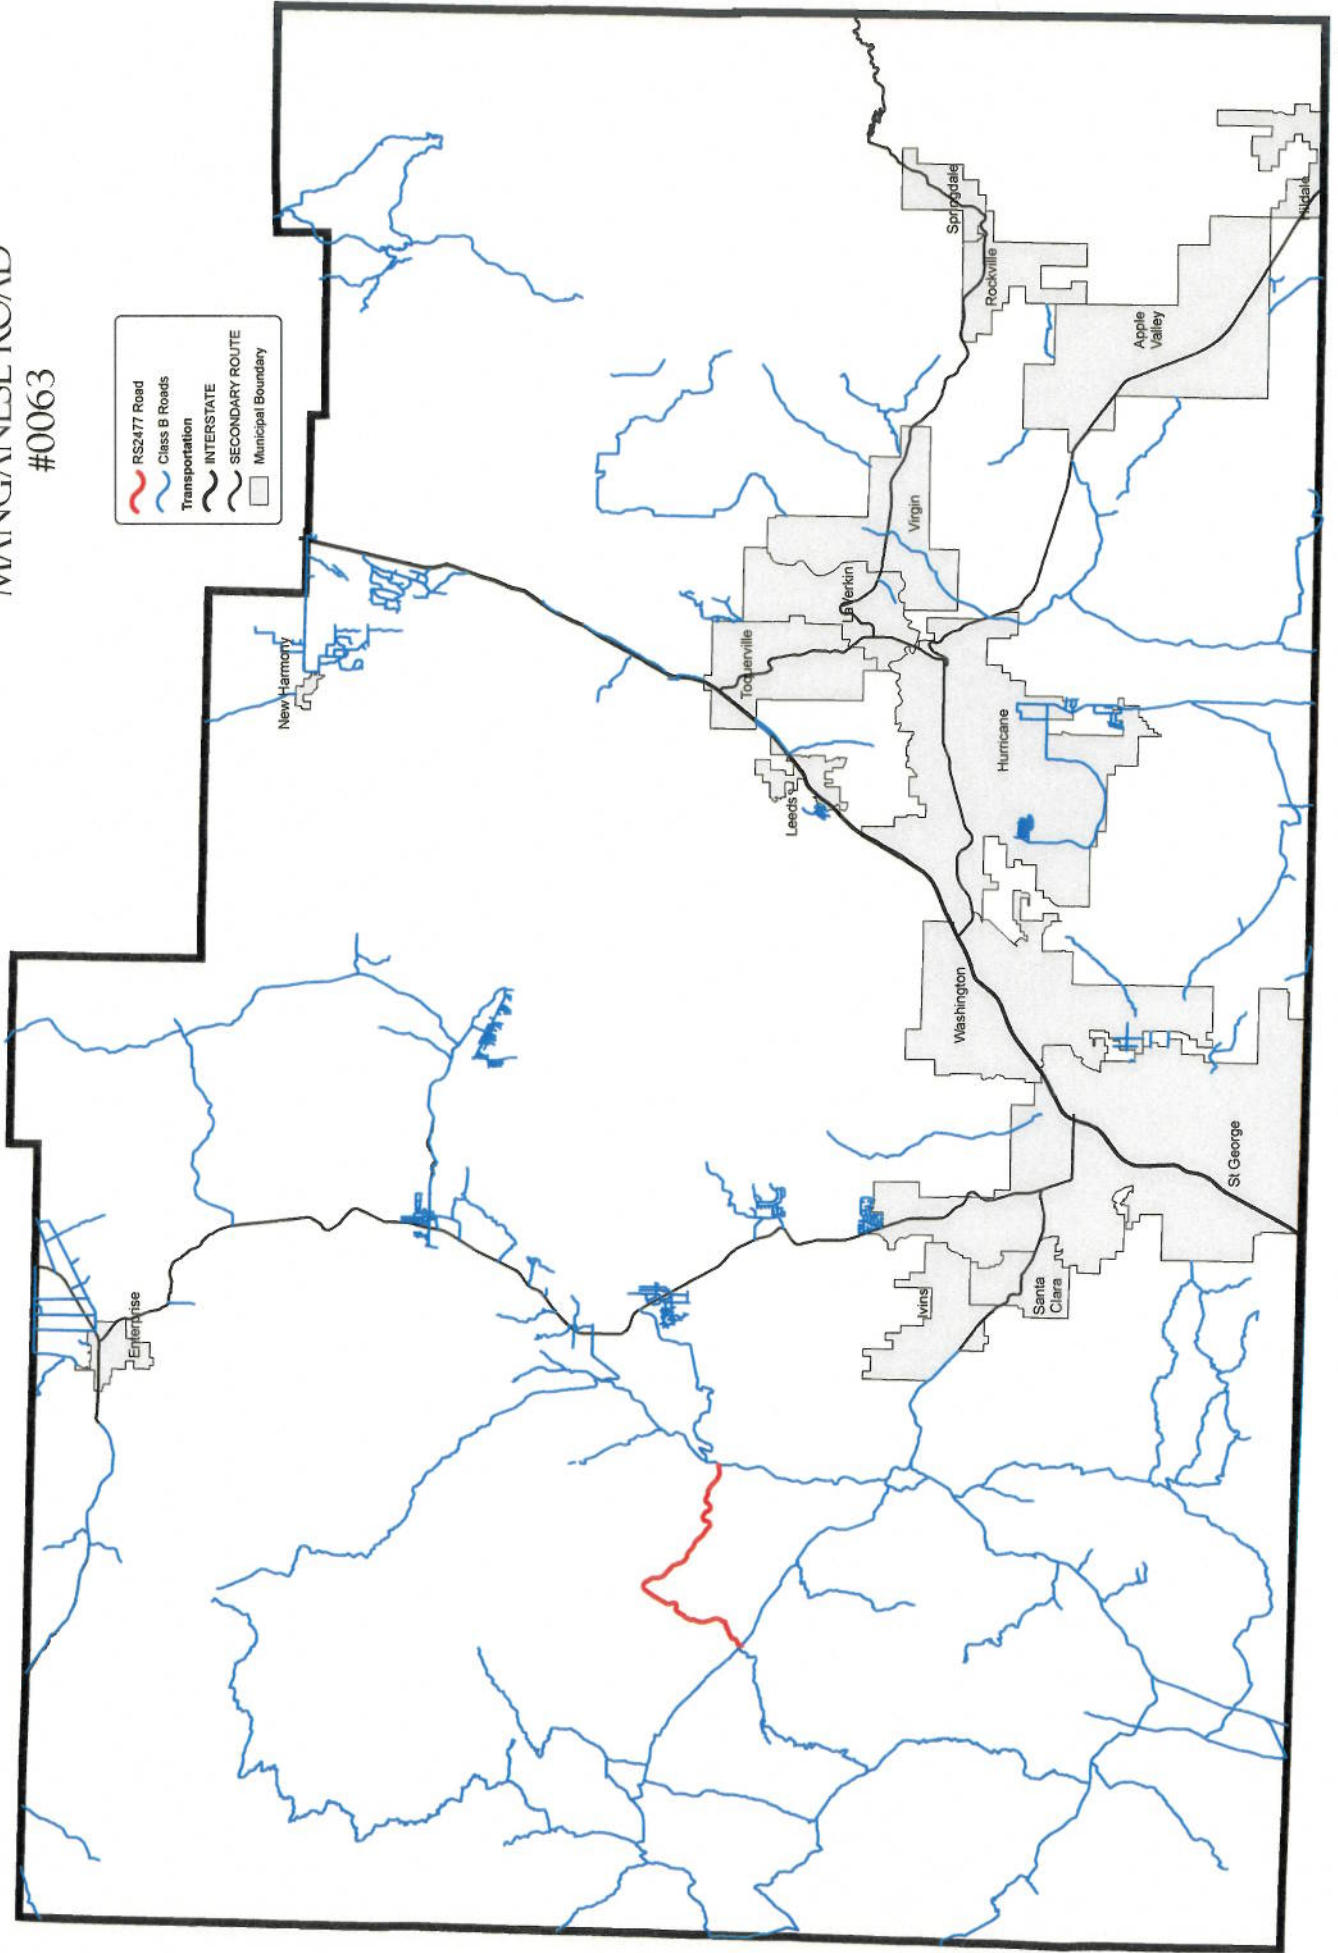 MANGANESE ROAD
#0063
RS2477 Road
Class B Roads
Transportation
INTERSTATE
SECONDARY ROUTE
Municipal Boundary
Enterprise
New Harmony
Toquerville
Leeds
LaVerkin
Virgin
Springdale
Rockville
Apple
Valley
Hildale
Hurricane
Washington
Ivins
Santa
Clara
St George